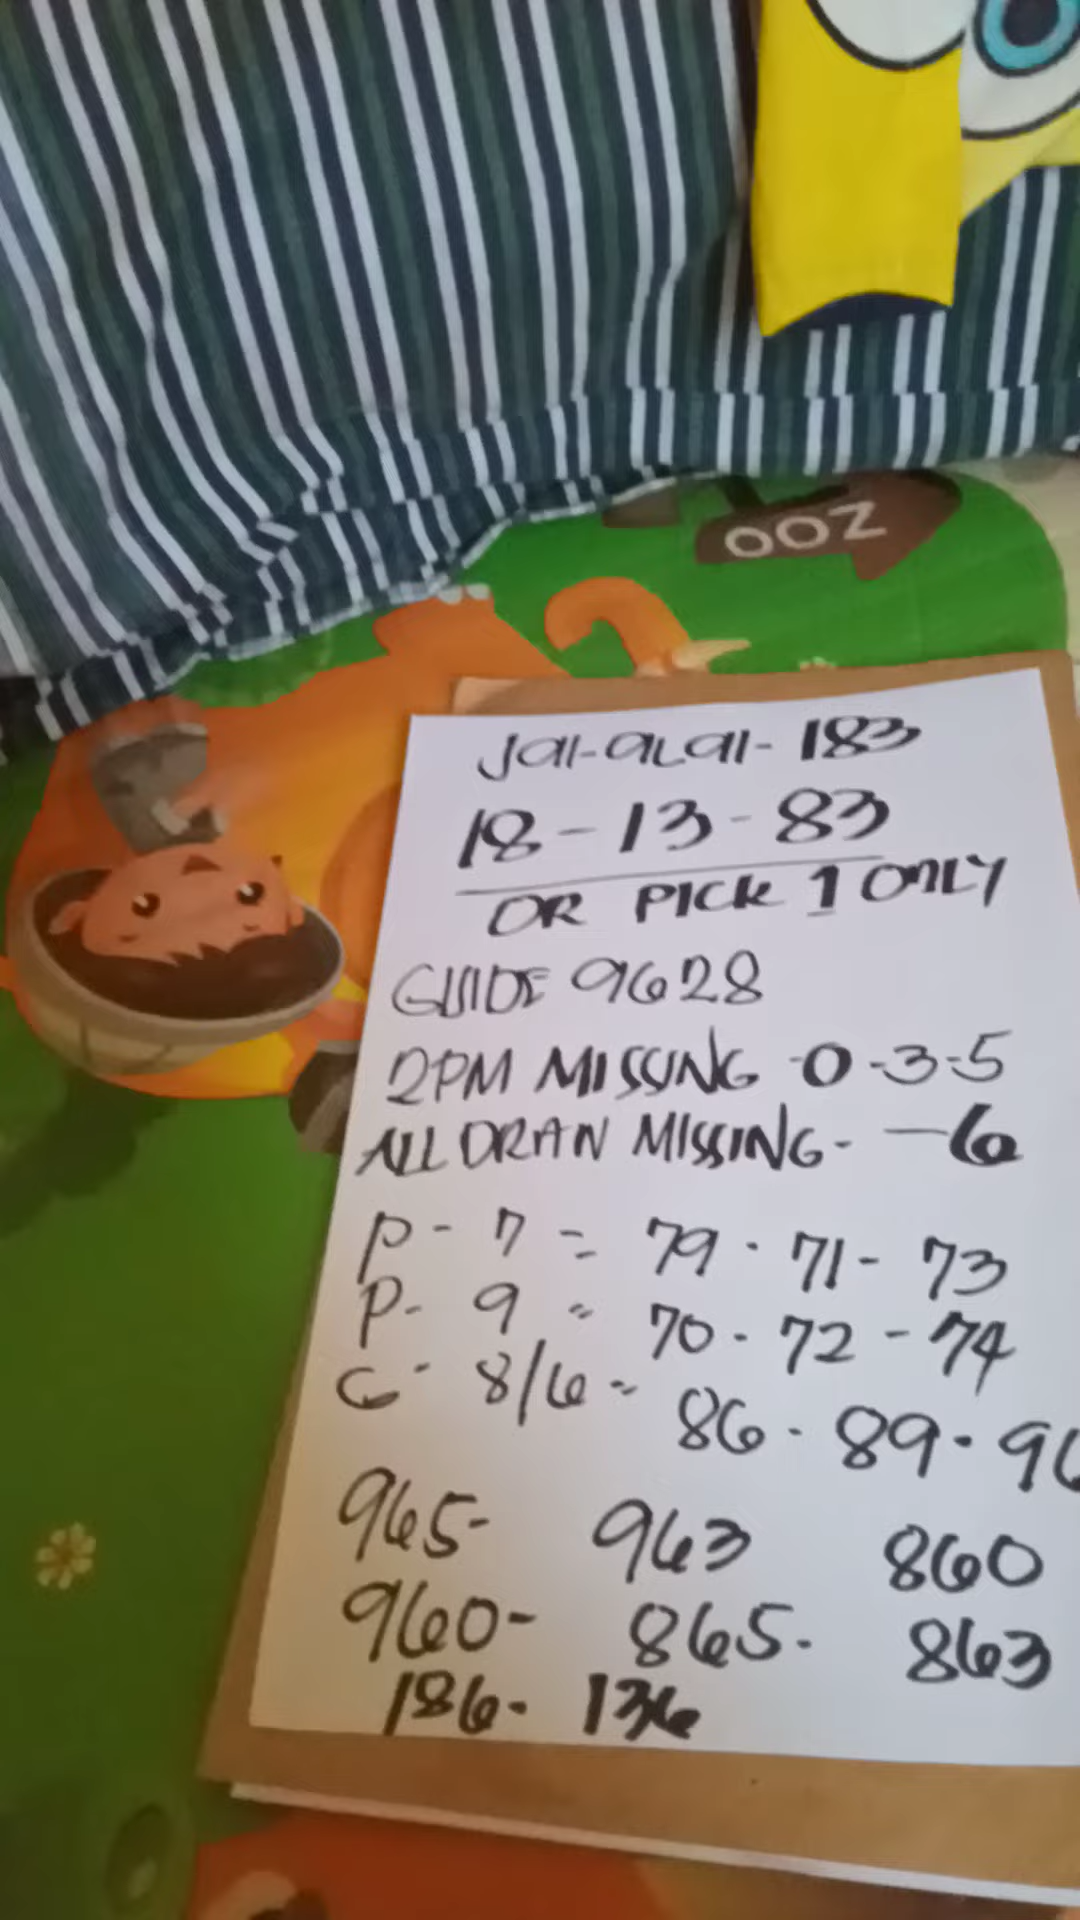 ZOO
Jai-aLai- 183
18 - 13 - 83
OR PICK 1 ONLY
GUIDE 9628
2PM MISSING -0-3-5
ALL DRAN MISSING- -6
P - 7 = 79 - 71 - 73
P- 9 = 70 - 72 - 74
C - 8/6 = 86 - 89 - 96
965- 963 860
960- 865- 863
186- 136